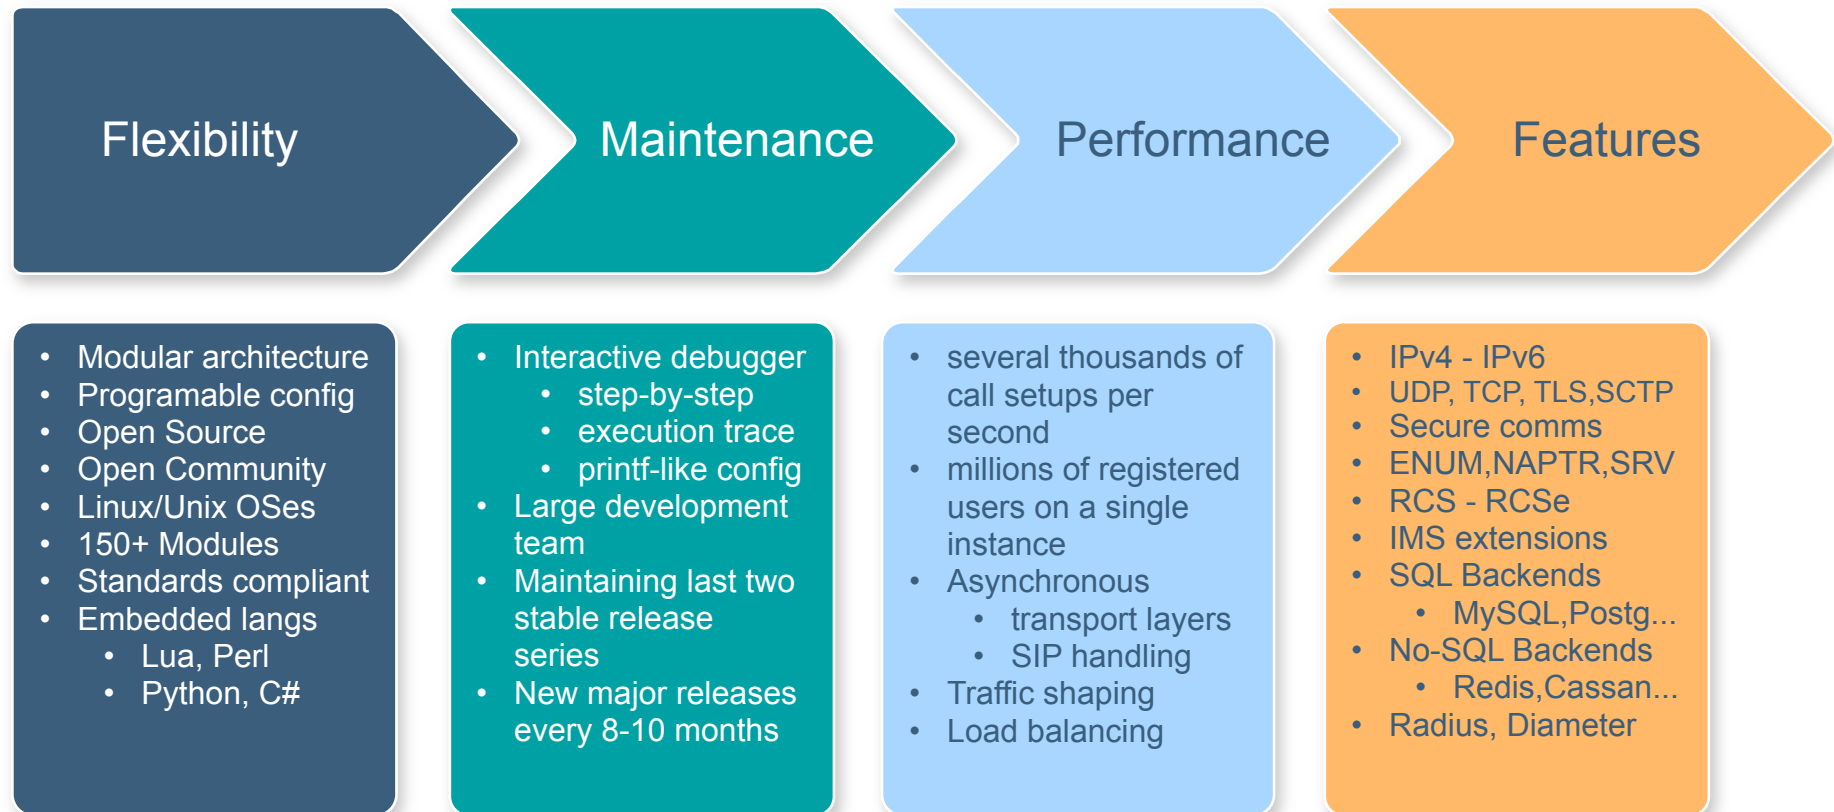 Flexibility
Maintenance
Performance
Features
• Modular architecture
• Programable config
• Open Source
• Open Community
• Linux/Unix OSes
• 150+ Modules
• Standards compliant
• Embedded langs
• Lua, Perl
• Python, C#
• Interactive debugger
• step-by-step
• execution trace
• printf-like config
• Large development
team
• Maintaining last two
stable release
series
• New major releases
every 8-10 months
• several thousands of
call setups per
second
• millions of registered
users on a single
instance
• Asynchronous
• transport layers
• SIP handling
• Traffic shaping
• Load balancing
• IPv4 - IPv6
• UDP, TCP, TLS,SCTP
• Secure comms
• ENUM,NAPTR,SRV
• RCS - RCSe
• IMS extensions
• SQL Backends
• MySQL,Postg...
• No-SQL Backends
• Redis,Cassan...
• Radius, Diameter